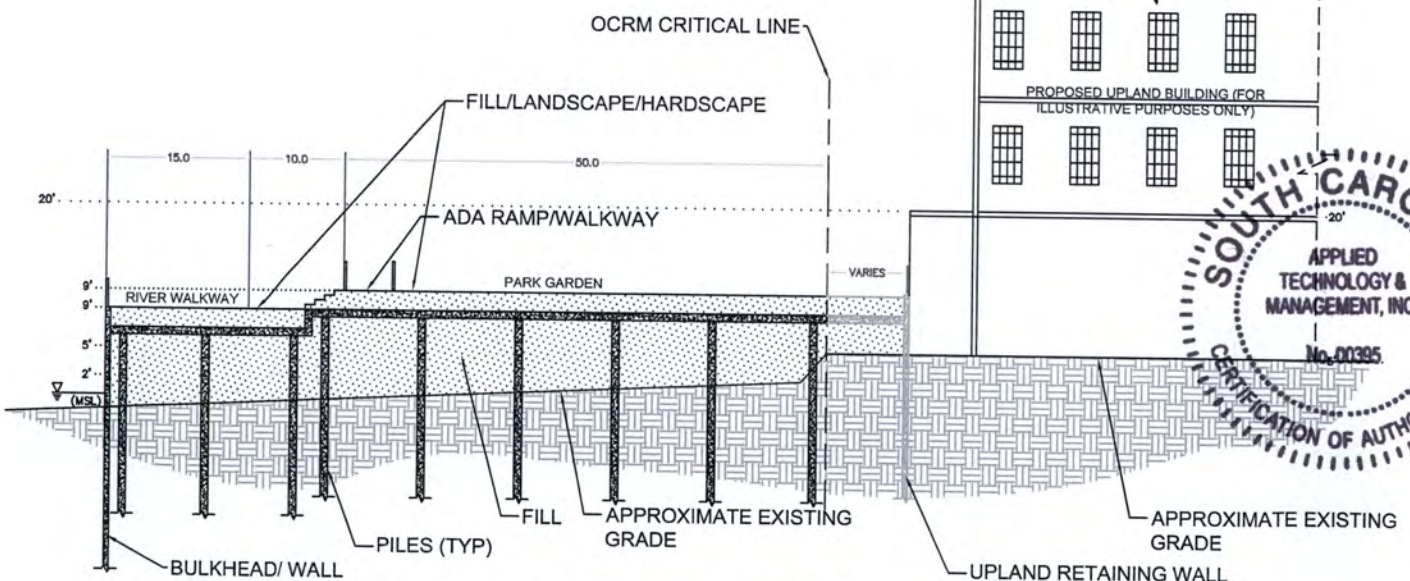 OCRM CRITICAL LINE
FILL/LANDSCAPE/HARDSCAPE
PROPOSED UPLAND BUILDING (FOR
ILLUSTRATIVE PURPOSES ONLY)
15.0
10.0
50.0
20'
ADA RAMP/WALKWAY
20'
VARIES
9'
RIVER WALKWAY
PARK GARDEN
9'
5'
2'
(MSL)
SOUTH CARO
APPLIED
TECHNOLOGY &
MANAGEMENT, INC
No. 00395
CERTIFICATION OF AUTHO
FILL
APPROXIMATE EXISTING
GRADE
APPROXIMATE EXISTING
GRADE
PILES (TYP)
BULKHEAD/ WALL
UPLAND RETAINING WALL